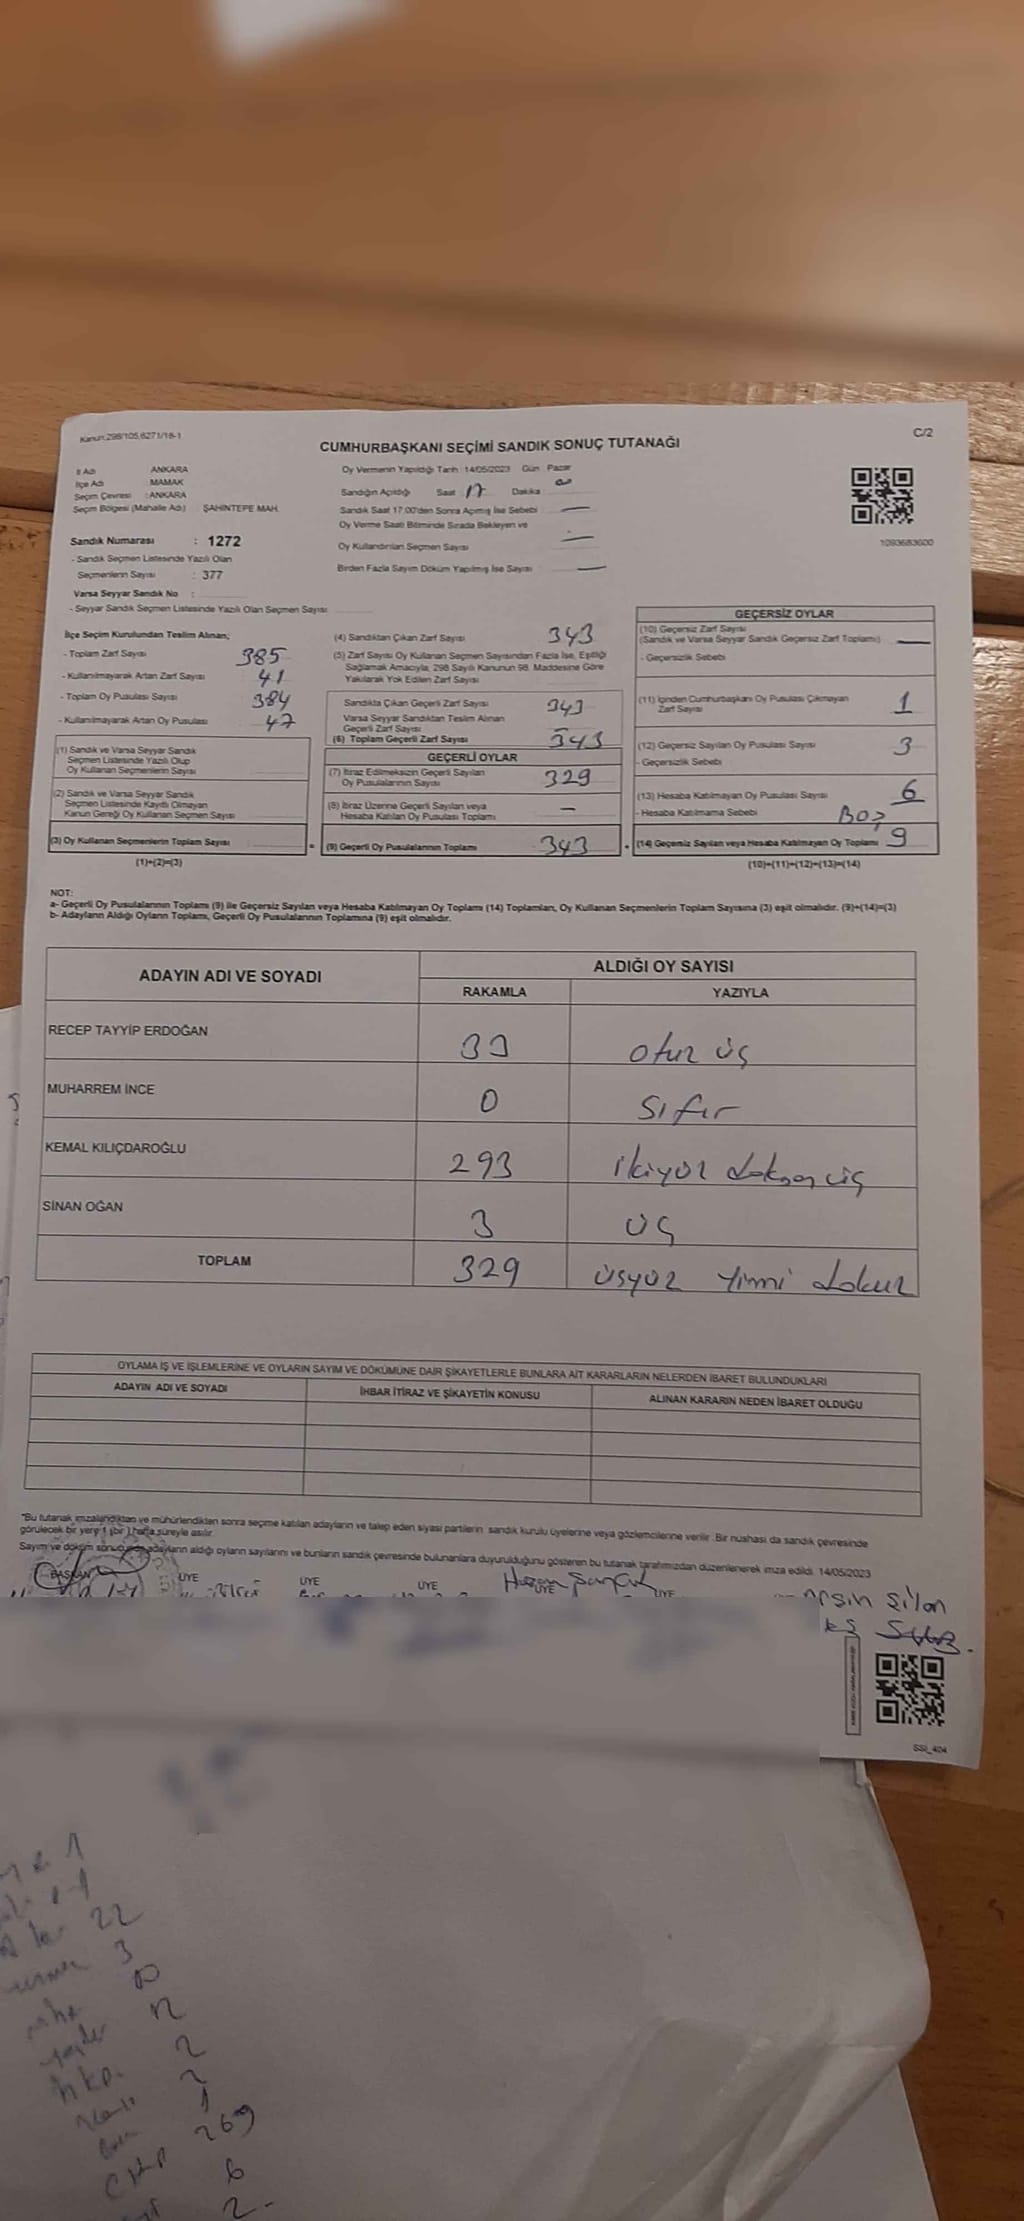 Kanun:298/105,6271/18-1
C/2
CUMHURBAŞKANI SEÇİMİ SANDIK SONUÇ TUTANAĞI
İl Adı ANKARA
İlçe Adı MAMAK
Seçim Çevresi : ANKARA
Seçim Bölgesi (Mahalle Adı) ŞAHİNTEPE MAH.
Sandık Numarası : 1272
- Sandık Seçmen Listesinde Yazılı Olan
Seçmenlerin Sayısı : 377
Varsa Seyyar Sandık No :
- Seyyar Sandık Seçmen Listesinde Yazılı Olan Seçmen Sayısı
Oy Vermenin Yapıldığı Tarih : 14/05/2023 Gün Pazar
Sandığın Açıldığı Saat 17 Dakika
Sandık Saat 17:00'den Sonra Açımış İse Sebebi —
Oy Verme Saati Bitiminde Sırada Bekleyen ve
Oy Kullandırılan Seçmen Sayısı —
Birden Fazla Sayım Döküm Yapılmış İse Sayısı —
1093683600
İlçe Seçim Kurulundan Teslim Alınan;
- Toplam Zarf Sayısı 385
- Kullanılmayarak Artan Zarf Sayısı 41
- Toplam Oy Pusulası Sayısı 384
- Kullanılmayarak Artan Oy Pusulası 47
(1) Sandık ve Varsa Seyyar Sandık
Seçmen Listesinde Yazılı Olup
Oy Kullanan Seçmenlerin Sayısı
(2) Sandık ve Varsa Seyyar Sandık
Seçmen Listesinde Kayıtlı Olmayan
Kanun Gereği Oy Kullanan Seçmen Sayısı
(3) Oy Kullanan Seçmenlerin Toplam Sayısı
(1)+(2)=(3)
(4) Sandıktan Çıkan Zarf Sayısı 343
(5) Zarf Sayısı Oy Kullanan Seçmen Sayısından Fazla İse, Eşitliği
Sağlamak Amacıyla, 298 Sayılı Kanunun 98. Maddesine Göre
Yakılarak Yok Edilen Zarf Sayısı
Sandıkta Çıkan Geçerli Zarf Sayısı 343
Varsa Seyyar Sandıktan Teslim Alınan
Geçerli Zarf Sayısı
(6) Toplam Geçerli Zarf Sayısı 343
GEÇERLİ OYLAR
(7) İtiraz Edilmeksizin Geçerli Sayılan
Oy Pusulalarının Sayısı 329
(8) İtiraz Üzerine Geçerli Sayılan veya
Hesaba Katılan Oy Pusulası Toplamı —
= (9) Geçerli Oy Pusulalarının Toplamı 343
GEÇERSİZ OYLAR
(10) Geçersiz Zarf Sayısı
(Sandık ve Varsa Seyyar Sandık Geçersiz Zarf Toplamı) —
- Geçersizlik Sebebi
(11) İçinden Cumhurbaşkanı Oy Pusulası Çıkmayan
Zarf Sayısı 1
(12) Geçersiz Sayılan Oy Pusulası Sayısı 3
- Geçersizlik Sebebi
(13) Hesaba Katılmayan Oy Pusulası Sayısı 6
- Hesaba Katılmama Sebebi BOŞ
+ (14) Geçersiz Sayılan veya Hesaba Katılmayan Oy Toplamı 9
(10)+(11)+(12)+(13)=(14)
NOT:
a- Geçerli Oy Pusulalarının Toplamı (9) ile Geçersiz Sayılan veya Hesaba Katılmayan Oy Toplamı (14) Toplamları, Oy Kullanan Seçmenlerin Toplam Sayısına (3) eşit olmalıdır. (9)+(14)=(3)
b- Adayların Aldığı Oyların Toplamı, Geçerli Oy Pusulalarının Toplamına (9) eşit olmalıdır.
ADAYIN ADI VE SOYADI ALDIĞI OY SAYISI
RAKAMLA YAZIYLA
RECEP TAYYİP ERDOĞAN 33 otuz üç
MUHARREM İNCE 0 Sıfır
KEMAL KILIÇDAROĞLU 293 ikiyüz doksan üç
SİNAN OĞAN 3 üç
TOPLAM 329 üsyüz yirmi dokuz
OYLAMA İŞ VE İŞLEMLERİNE VE OYLARIN SAYIM VE DÖKÜMÜNE DAİR ŞİKAYETLERLE BUNLARA AİT KARARLARIN NELERDEN İBARET BULUNDUKLARI
ADAYIN ADI VE SOYADI İHBAR İTİRAZ VE ŞİKAYETİN KONUSU ALINAN KARARIN NEDEN İBARET OLDUĞU
"Bu tutanak imzalandıktan ve mühürlendikten sonra seçime katılan adayların ve talep eden siyasi partilerin sandık kurulu üyelerine veya gözlemcilerine verilir. Bir nüshası da sandık çevresinde
görülecek bir yere 1 (bir) hafta süreyle asılır.
Sayım ve döküm sonucunda adayların aldığı oyların sayılarını ve bunların sandık çevresinde bulunanlara duyurulduğunu gösteren bu tutanak tarafımızdan düzenlenerek imza edildi. 14/05/2023
BAŞKAN ÜYE ÜYE ÜYE ÜYE ÜYE
SSI_404
1
22
3
2
2
1
CHP 269
6
2